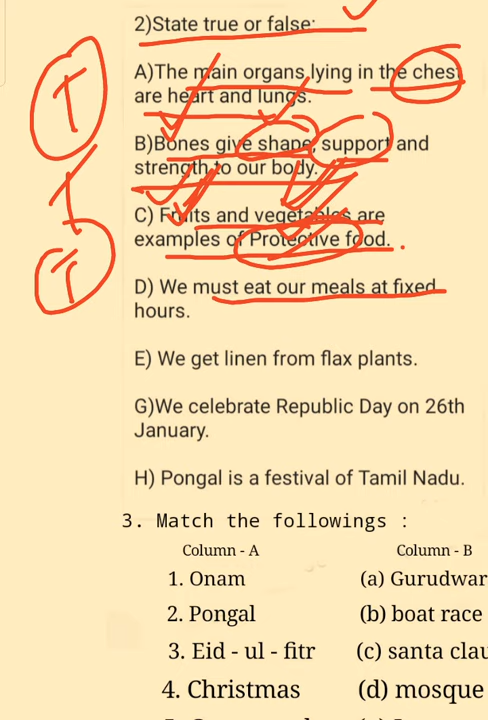 2)State true or false:
A)The main organs lying in the chest
are heart and lungs.
T
B)Bones give shape, support and
strength to our body.
T
C) Fruits and vegetables are
examples of Protective food.
T
D) We must eat our meals at fixed
hours.
E) We get linen from flax plants.
G)We celebrate Republic Day on 26th
January.
H) Pongal is a festival of Tamil Nadu.
3. Match the followings :
Column - A Column - B
1. Onam (a) Gurudwar
2. Pongal (b) boat race
3. Eid - ul - fitr (c) santa clau
4. Christmas (d) mosque